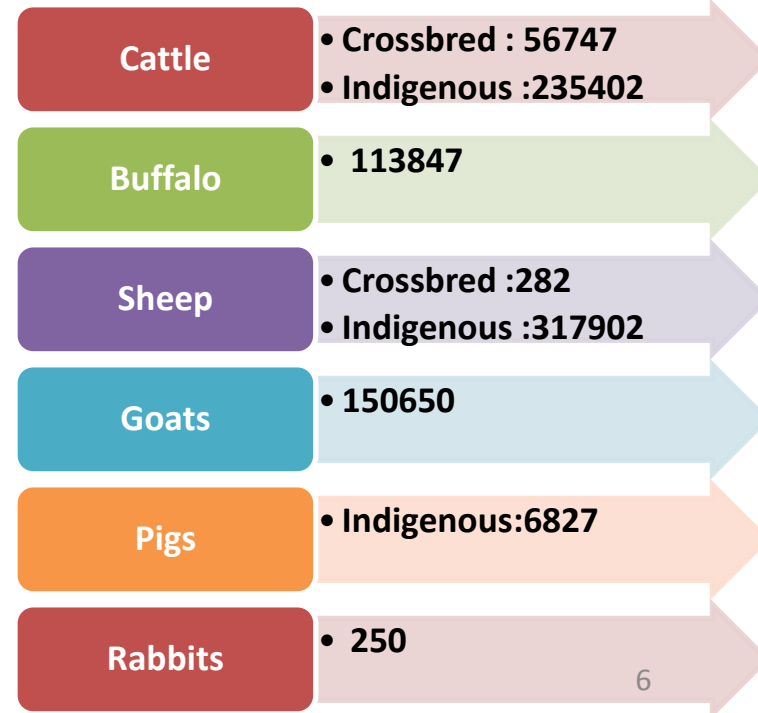 Cattle
• Crossbred : 56747
• Indigenous :235402
Buffalo
• 113847
Sheep
• Crossbred :282
• Indigenous :317902
Goats
• 150650
Pigs
• Indigenous:6827
Rabbits
• 250
6